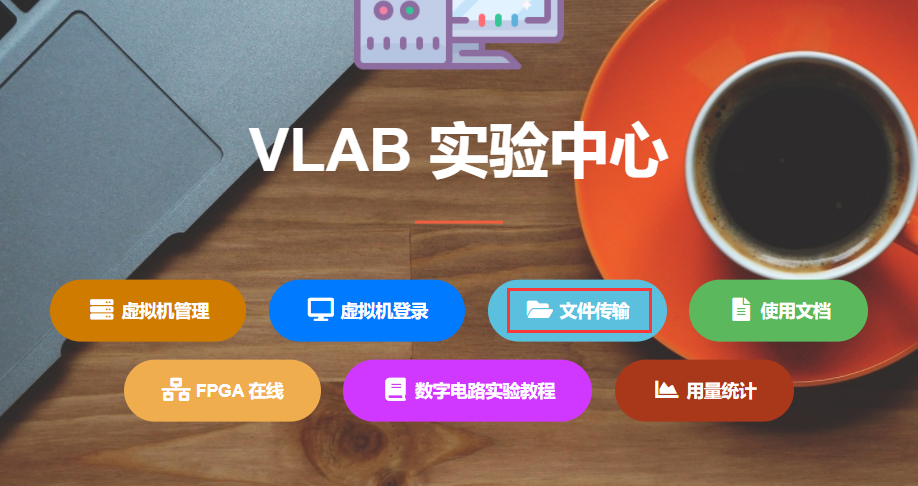 VLAB 实验中心
虚拟机管理
虚拟机登录
文件传输
使用文档
FPGA 在线
数字电路实验教程
用量统计